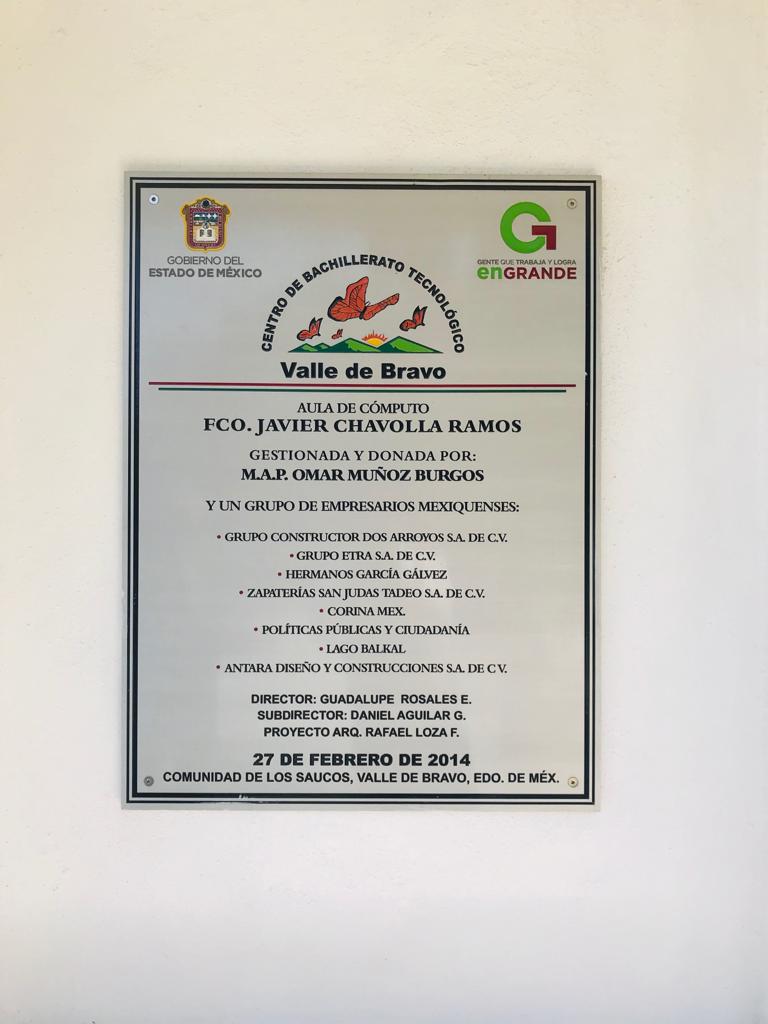 GOBIERNO DEL
ESTADO DE MÉXICO
GENTE QUE TRABAJA Y LOGRA
enGRANDE
CENTRO DE BACHILLERATO TECNOLÓGICO
Valle de Bravo
AULA DE CÓMPUTO
FCO. JAVIER CHAVOLLA RAMOS
GESTIONADA Y DONADA POR:
M.A.P. OMAR MUÑOZ BURGOS
Y UN GRUPO DE EMPRESARIOS MEXIQUENSES:
• GRUPO CONSTRUCTOR DOS ARROYOS S.A. DE C.V.
• GRUPO ETRA S.A. DE C.V.
• HERMANOS GARCÍA GÁLVEZ
• ZAPATERÍAS SAN JUDAS TADEO S.A. DE C.V.
• CORINA MEX.
• POLÍTICAS PÚBLICAS Y CIUDADANÍA
• LAGO BALKAL
• ANTARA DISEÑO Y CONSTRUCCIONES S.A. DE C V.
DIRECTOR: GUADALUPE ROSALES E.
SUBDIRECTOR: DANIEL AGUILAR G.
PROYECTO ARQ. RAFAEL LOZA F.
27 DE FEBRERO DE 2014
COMUNIDAD DE LOS SAUCOS, VALLE DE BRAVO, EDO. DE MÉX.